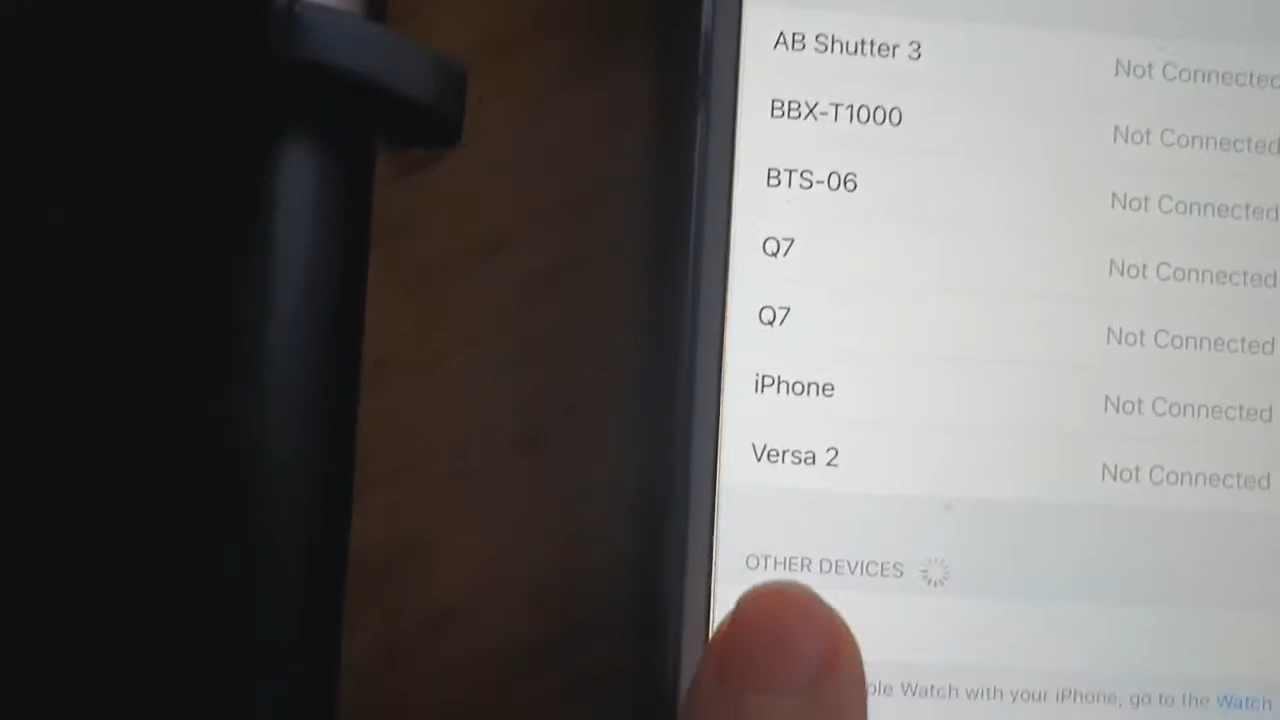 AB Shutter 3 Not Connected
BBX-T1000 Not Connected
BTS-06 Not Connected
Q7 Not Connected
Q7 Not Connected
iPhone Not Connected
Versa 2 Not Connected
OTHER DEVICES
Watch with your iPhone, go to the Watch